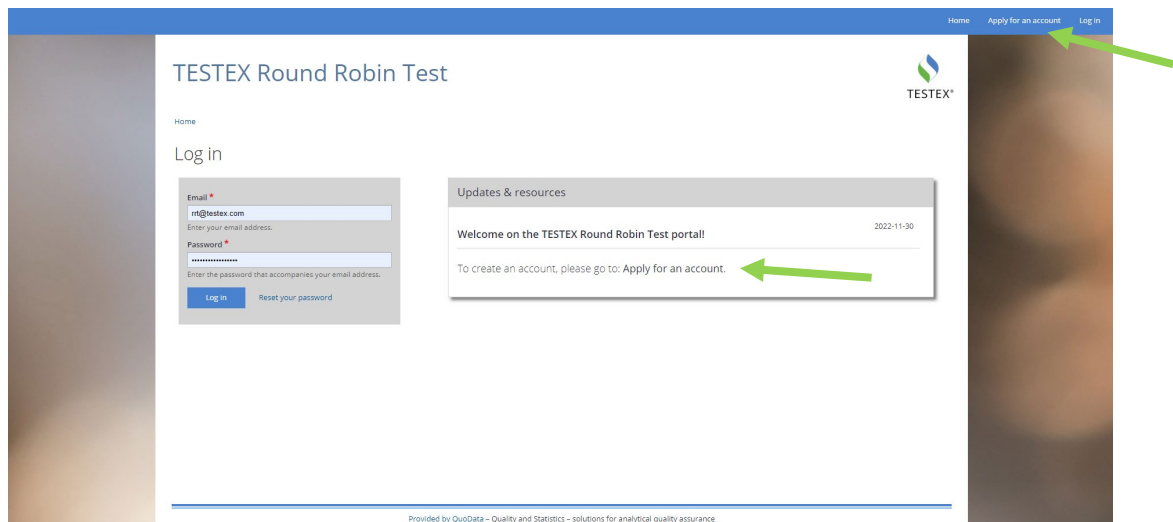 Home Apply for an account Log in
TESTEX Round Robin Test
TESTEX®
Home
Log in
Email *
rrt@testex.com
Enter your email address.
Password *
•••••••••••••••••
Enter the password that accompanies your email address.
Log in Reset your password
Updates & resources
Welcome on the TESTEX Round Robin Test portal! 2022-11-30
To create an account, please go to: Apply for an account.
Provided by QuoData – Quality and Statistics – solutions for analytical quality assurance